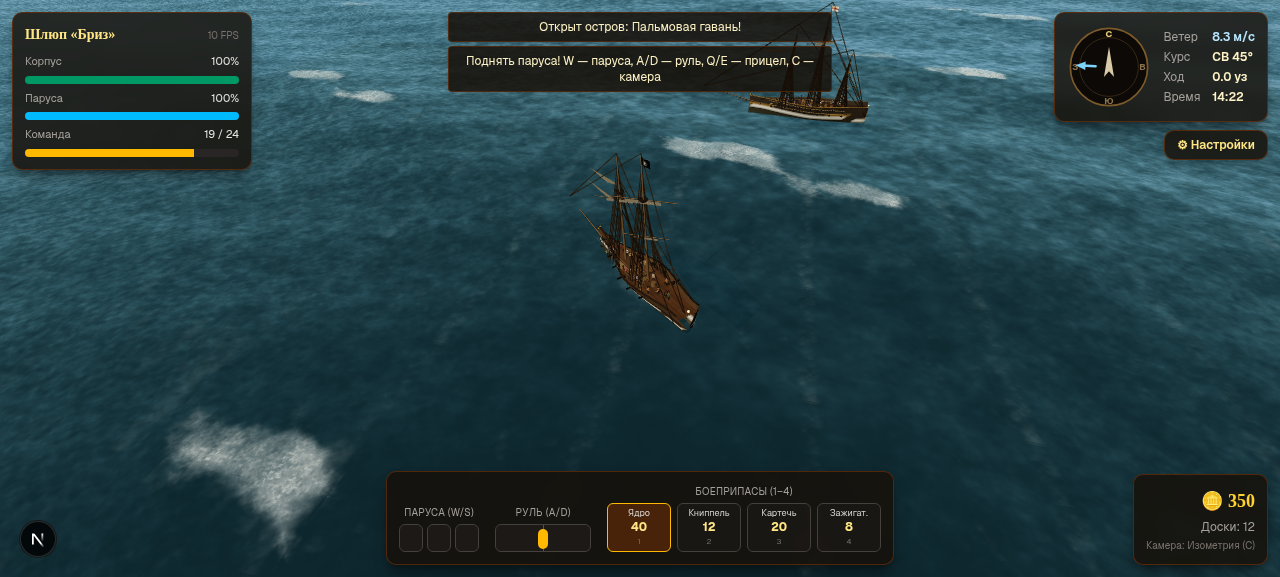 Шлюп «Бриз»
10 FPS
Корпус
100%
Паруса
100%
Команда
19 / 24
Открыт остров: Пальмовая гавань!
Поднять паруса! W — паруса, A/D — руль, Q/E — прицел, C —
камера
С
З
В
Ю
Ветер 8.3 м/с
Курс СВ 45°
Ход 0.0 уз
Время 14:22
⚙ Настройки
ПАРУСА (W/S)
РУЛЬ (A/D)
БОЕПРИПАСЫ (1–4)
Ядро
40
1
Книппель
12
2
Картечь
20
3
Зажигат.
8
4
350
Доски: 12
Камера: Изометрия (C)
N